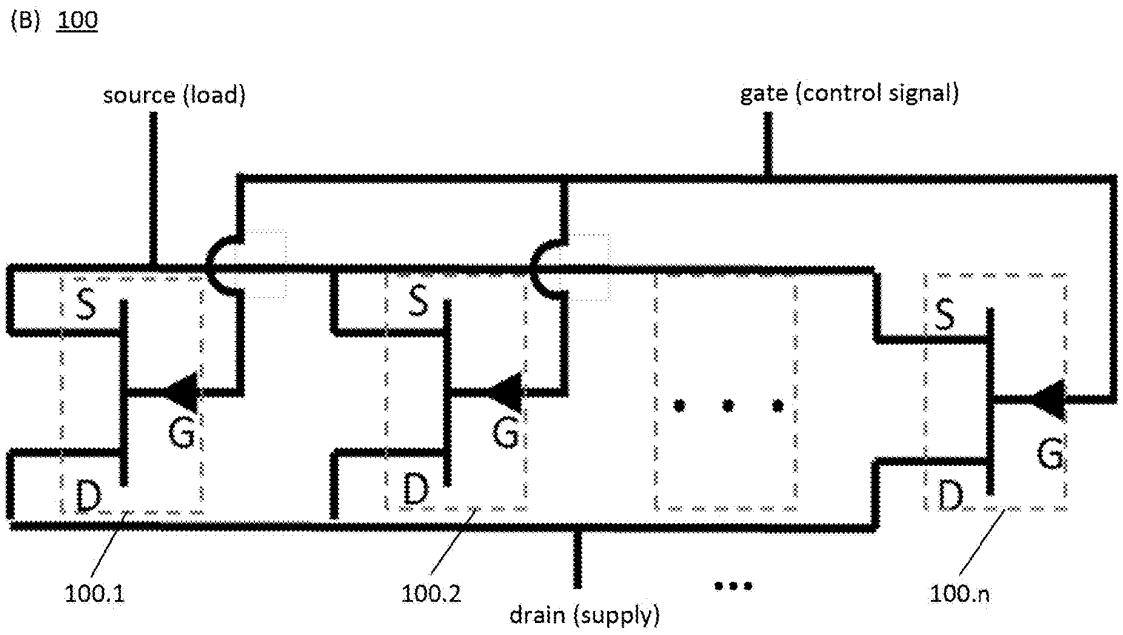 (B) 100
source (load) gate (control signal)
S S S
G G G
D D D
100.1 100.2 ... 100.n
drain (supply)